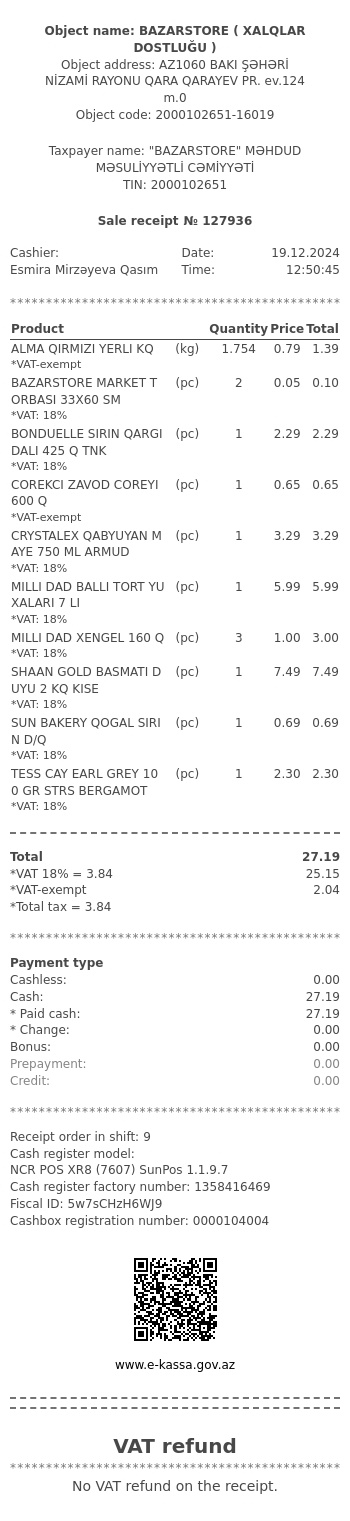 Object name: BAZARSTORE ( XALQLAR
DOSTLUĞU )
Object address: AZ1060 BAKI ŞƏHƏRİ
NİZAMİ RAYONU QARA QARAYEV PR. ev.124
m.0
Object code: 2000102651-16019
Taxpayer name: "BAZARSTORE" MƏHDUD
MƏSULİYYƏTLİ CƏMİYYƏTİ
TIN: 2000102651
Sale receipt № 127936
Cashier: Date: 19.12.2024
Esmira Mirzəyeva Qasım Time: 12:50:45
********************************************
Product Quantity Price Total
ALMA QIRMIZI YERLI KQ (kg) 1.754 0.79 1.39
*VAT-exempt
BAZARSTORE MARKET T (pc) 2 0.05 0.10
ORBASI 33X60 SM
*VAT: 18%
BONDUELLE SIRIN QARGI (pc) 1 2.29 2.29
DALI 425 Q TNK
*VAT: 18%
COREKCI ZAVOD COREYI (pc) 1 0.65 0.65
600 Q
*VAT-exempt
CRYSTALEX QABYUYAN M (pc) 1 3.29 3.29
AYE 750 ML ARMUD
*VAT: 18%
MILLI DAD BALLI TORT YU (pc) 1 5.99 5.99
XALARI 7 LI
*VAT: 18%
MILLI DAD XENGEL 160 Q (pc) 3 1.00 3.00
*VAT: 18%
SHAAN GOLD BASMATI D (pc) 1 7.49 7.49
UYU 2 KQ KISE
*VAT: 18%
SUN BAKERY QOGAL SIRI (pc) 1 0.69 0.69
N D/Q
*VAT: 18%
TESS CAY EARL GREY 10 (pc) 1 2.30 2.30
0 GR STRS BERGAMOT
*VAT: 18%
Total 27.19
*VAT 18% = 3.84 25.15
*VAT-exempt 2.04
*Total tax = 3.84
********************************************
Payment type
Cashless: 0.00
Cash: 27.19
* Paid cash: 27.19
* Change: 0.00
Bonus: 0.00
Prepayment: 0.00
Credit: 0.00
********************************************
Receipt order in shift: 9
Cash register model:
NCR POS XR8 (7607) SunPos 1.1.9.7
Cash register factory number: 1358416469
Fiscal ID: 5w7sCHzH6WJ9
Cashbox registration number: 0000104004
www.e-kassa.gov.az
VAT refund
********************************************
No VAT refund on the receipt.